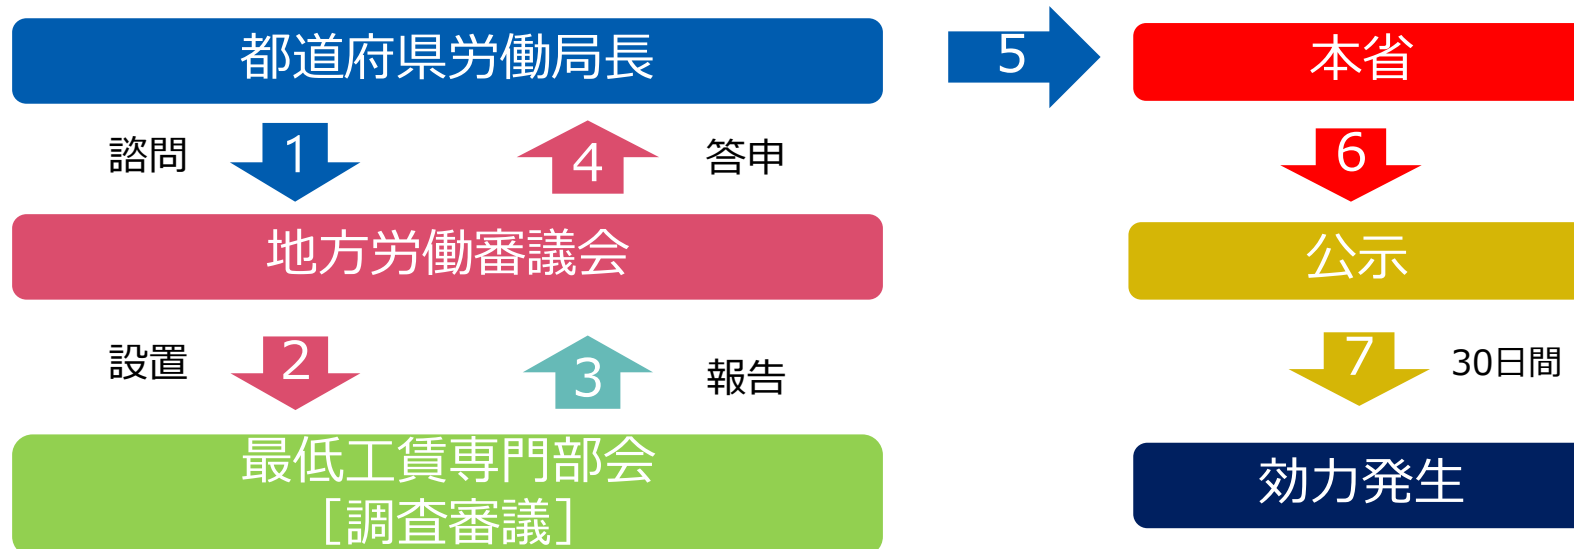 都道府県労働局長
5
本省
諮問
1
4
答申
6
地方労働審議会
公示
設置
2
3
報告
7
30日間
最低工賃専門部会
［調査審議］
効力発生